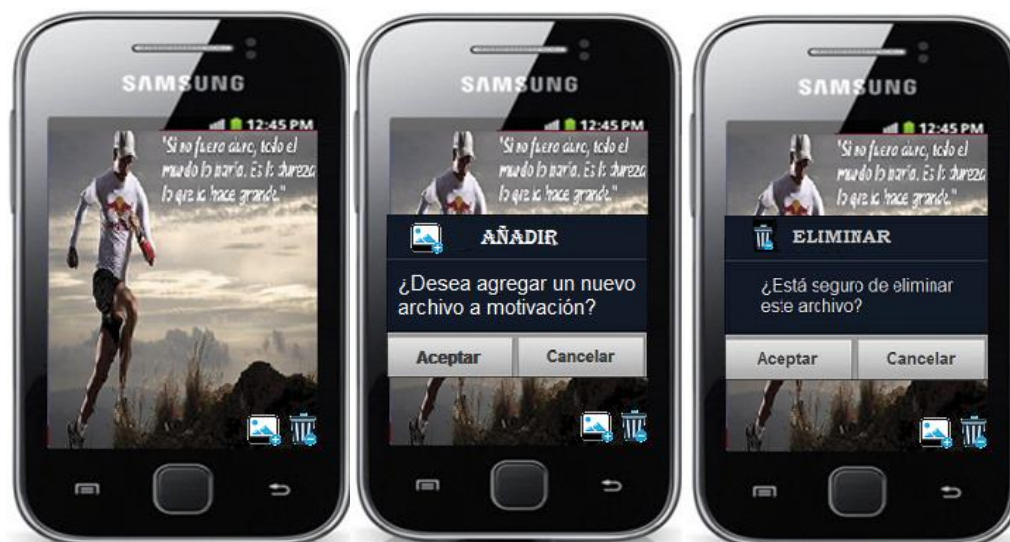 SAMSUNG
12:45 PM
"Si no fuera duro, todo el
mundo lo haría. Es la dureza
lo que lo hace grande."
SAMSUNG
12:45 PM
"Si no fuera duro, todo el
mundo lo haría. Es la dureza
lo que lo hace grande."
AÑADIR
¿Desea agregar un nuevo
archivo a motivación?
Aceptar Cancelar
SAMSUNG
12:45 PM
"Si no fuera duro, todo el
mundo lo haría. Es la dureza
lo que lo hace grande."
ELIMINAR
¿Está seguro de eliminar
este archivo?
Aceptar Cancelar